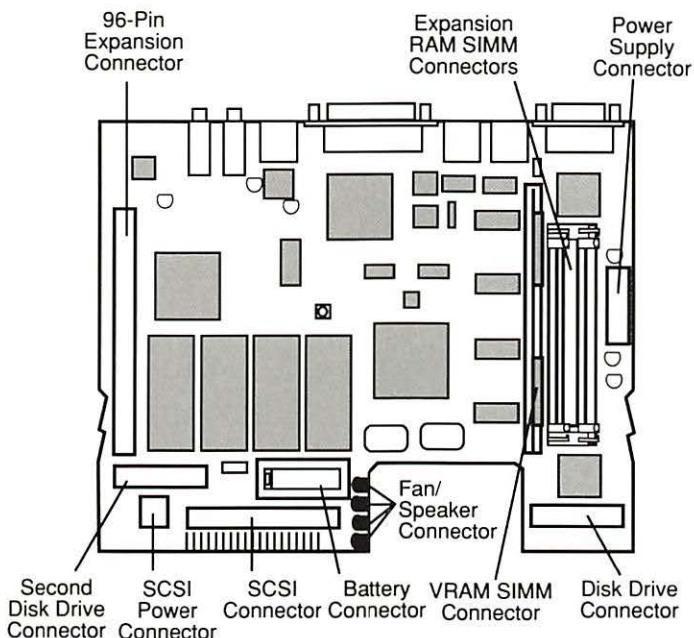 96-Pin
Expansion
Connector
Expansion
RAM SIMM
Connectors
Power
Supply
Connector
Fan/
Speaker
Connector
Second
Disk Drive
Connector
SCSI
Power
Connector
SCSI
Connector
Battery
Connector
VRAM SIMM
Connector
Disk Drive
Connector